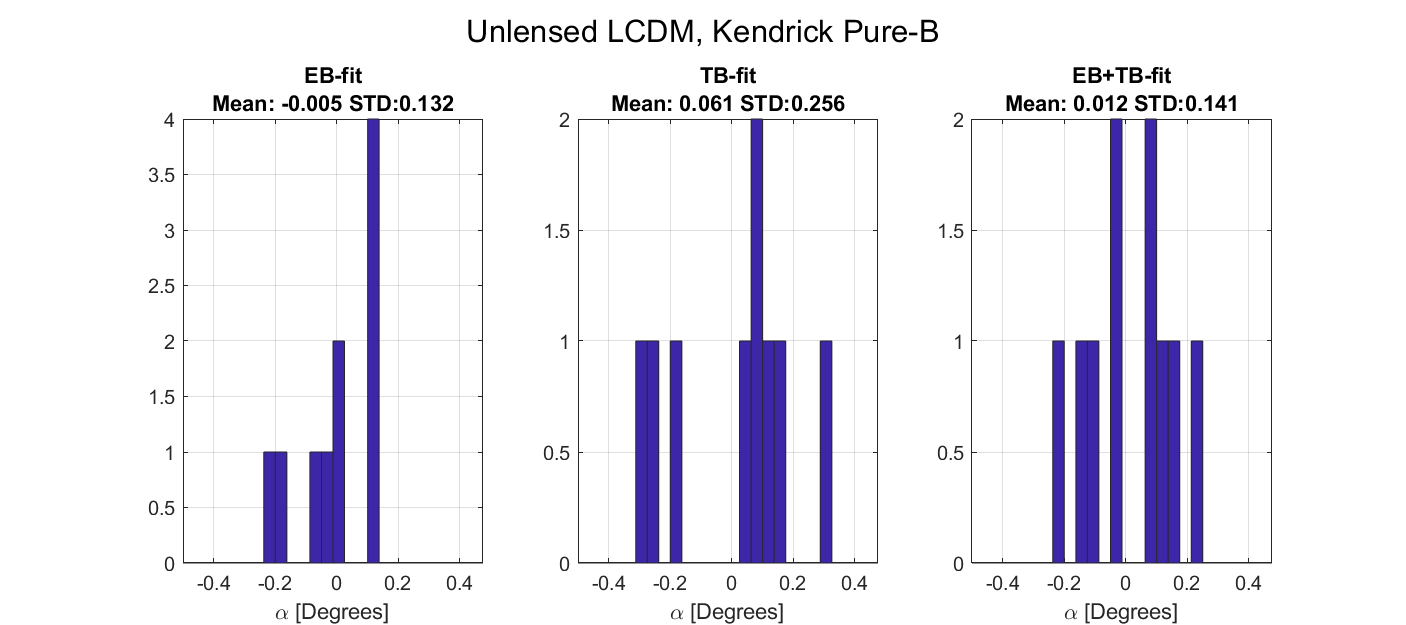 Unlensed LCDM, Kendrick Pure-B
EB-fit
Mean: -0.005 STD:0.132
4
3.5
3
2.5
2
1.5
1
0.5
0
-0.4 -0.2 0 0.2 0.4
α [Degrees]
TB-fit
Mean: 0.061 STD:0.256
2
1.5
1
0.5
0
-0.4 -0.2 0 0.2 0.4
α [Degrees]
EB+TB-fit
Mean: 0.012 STD:0.141
2
1.5
1
0.5
0
-0.4 -0.2 0 0.2 0.4
α [Degrees]